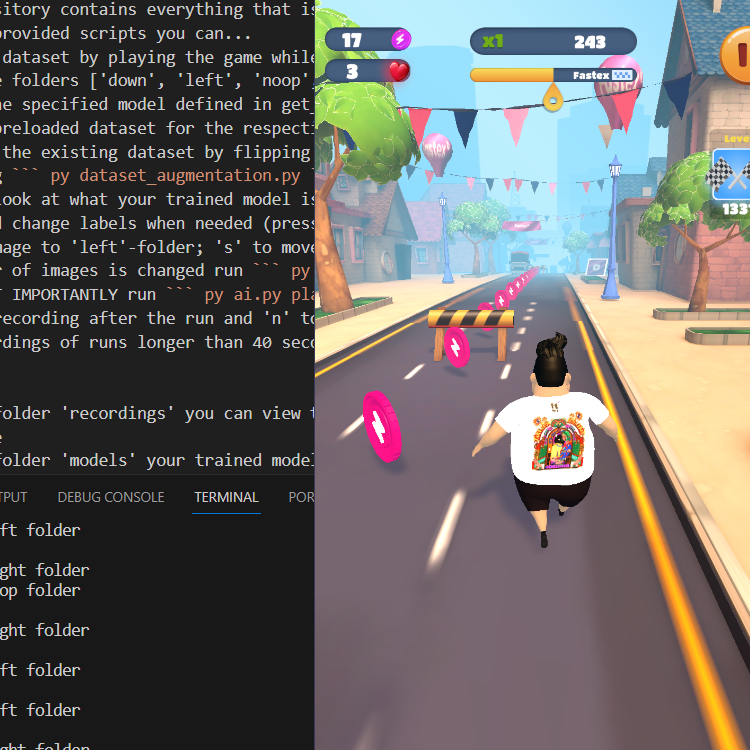 sitory contains everything that is
provided scripts you can...
dataset by playing the game while
e folders ['down', 'left', 'noop'
he specified model defined in get
preloaded dataset for the respecti
the existing dataset by flipping
g ``` py dataset_augmentation.py
look at what your trained model is
d change labels when needed (press
mage to 'left'-folder; 's' to move
r of images is changed run ``` py
T IMPORTANTLY run ``` py ai.py pla
recording after the run and 'n' to
rdings of runs longer than 40 seco
folder 'recordings' you can view t
e
folder 'models' your trained model
TPUT DEBUG CONSOLE TERMINAL POR
ft folder
ght folder
op folder
ght folder
ft folder
ft folder
ght folder
17
x1 243
3
Fastex
Leve
133